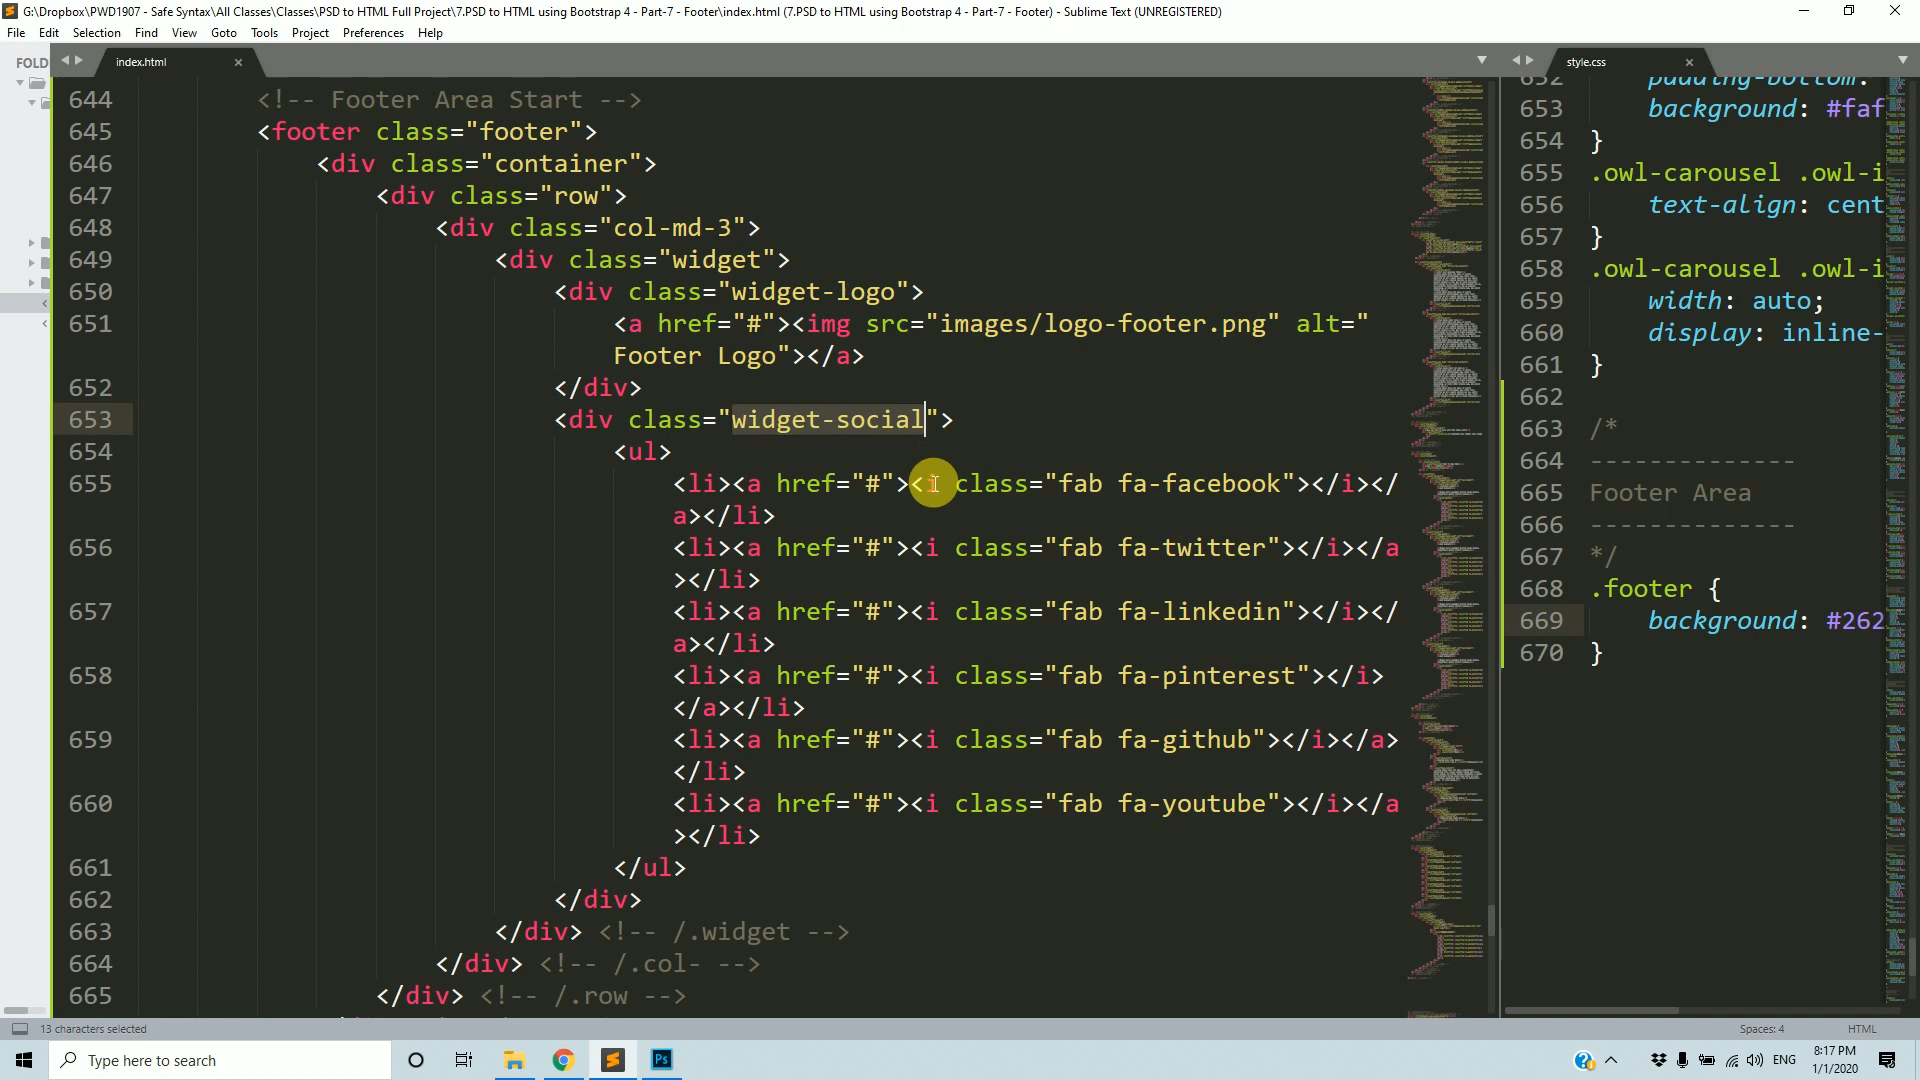 G:\Dropbox\PWD1907 - Safe Syntax\All Classes\Classes\PSD to HTML Full Project\7.PSD to HTML using Bootstrap 4 - Part-7 - Footer\index.html (7.PSD to HTML using Bootstrap 4 - Part-7 - Footer) - Sublime Text (UNREGISTERED)
File Edit Selection Find View Goto Tools Project Preferences Help
FOLD
index.html
644 <!-- Footer Area Start -->
645 <footer class="footer">
646 <div class="container">
647 <div class="row">
648 <div class="col-md-3">
649 <div class="widget">
650 <div class="widget-logo">
651 <a href="#"><img src="images/logo-footer.png" alt="
Footer Logo"></a>
652 </div>
653 <div class="widget-social">
654 <ul>
655 <li><a href="#"><i class="fab fa-facebook"></i></
a></li>
656 <li><a href="#"><i class="fab fa-twitter"></i></a
></li>
657 <li><a href="#"><i class="fab fa-linkedin"></i></
a></li>
658 <li><a href="#"><i class="fab fa-pinterest"></i>
</a></li>
659 <li><a href="#"><i class="fab fa-github"></i></a>
</li>
660 <li><a href="#"><i class="fab fa-youtube"></i></a
></li>
661 </ul>
662 </div>
663 </div> <!-- /.widget -->
664 </div> <!-- /.col- -->
665 </div> <!-- /.row -->
style.css
652 padding-bottom:
653 background: #faf
654 }
655 .owl-carousel .owl-i
656 text-align: cent
657 }
658 .owl-carousel .owl-i
659 width: auto;
660 display: inline-
661 }
662
663 /*
664 --------------
665 Footer Area
666 --------------
667 */
668 .footer {
669 background: #262
670 }
13 characters selected
Spaces: 4
HTML
Type here to search
Ps
ENG
8:17 PM
1/1/2020